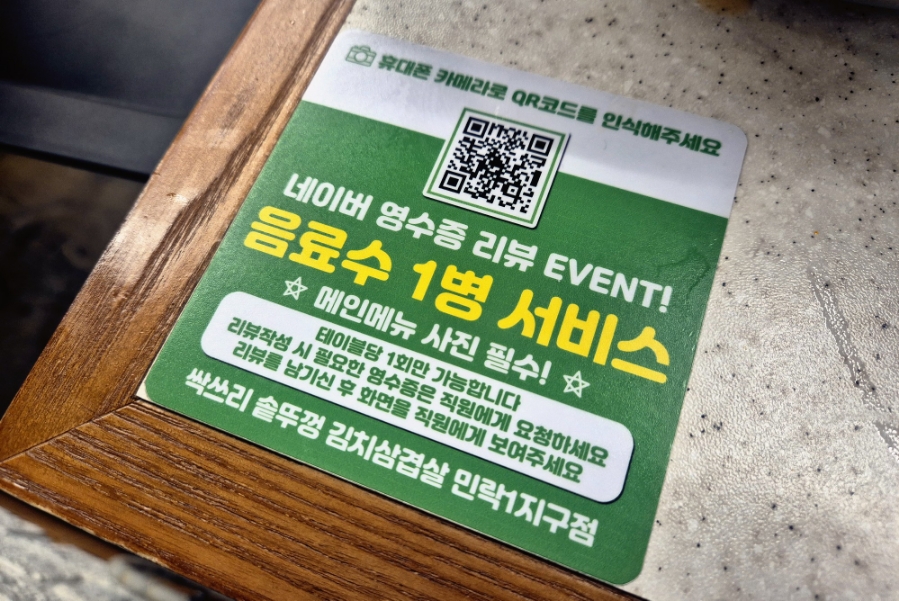 휴대폰 카메라로 QR코드를 인식해주세요
네이버 영수증 리뷰 EVENT!
음료수 1병 서비스
메인메뉴 사진 필수!
테이블당 1회만 가능합니다
리뷰작성 시 필요한 영수증은 직원에게 요청하세요
리뷰를 남기신 후 화면을 직원에게 보여주세요
싹쓰리 솥뚜껑 김치삼겹살 민락1지구점